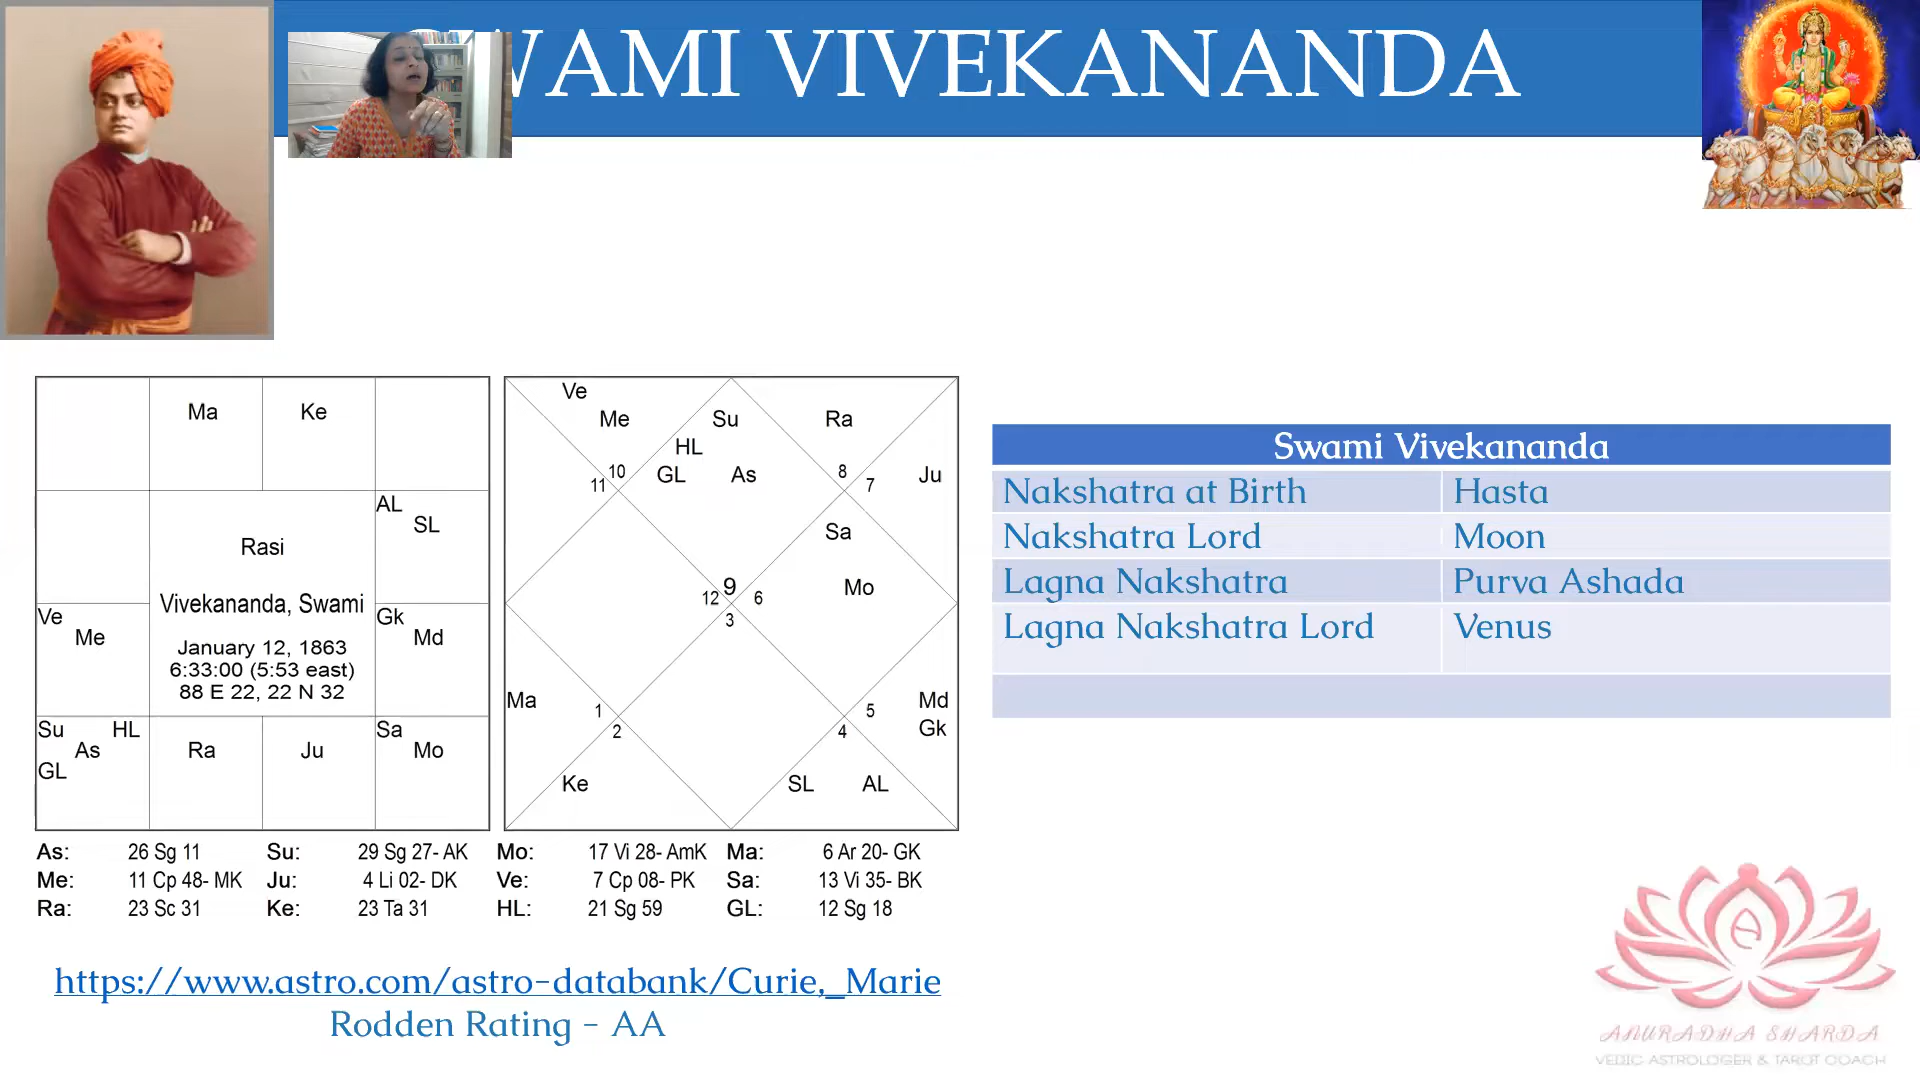 WAMI VIVEKANANDA
Ma Ke
AL
SL
Rasi
Vivekananda, Swami
January 12, 1863
6:33:00 (5:53 east)
88 E 22, 22 N 32
Ve
Me
Gk
Md
Su HL
As
GL
Ra
Ju
Sa
Mo
Ve
Me
Su
HL
GL
As
Ra
Ju
10
11
8
7
Sa
Mo
9
12
6
3
Ma
1
2
5
4
Md
Gk
Ke
SL
AL
As: 26 Sg 11 Su: 29 Sg 27- AK Mo: 17 Vi 28- AmK Ma: 6 Ar 20- GK
Me: 11 Cp 48- MK Ju: 4 Li 02- DK Ve: 7 Cp 08- PK Sa: 13 Vi 35- BK
Ra: 23 Sc 31 Ke: 23 Ta 31 HL: 21 Sg 59 GL: 12 Sg 18
https://www.astro.com/astro-databank/Curie,_Marie
Rodden Rating - AA
Swami Vivekananda
Nakshatra at Birth Hasta
Nakshatra Lord Moon
Lagna Nakshatra Purva Ashada
Lagna Nakshatra Lord Venus
ANURADHA SHARDA
VEDIC ASTROLOGER & TAROT COACH